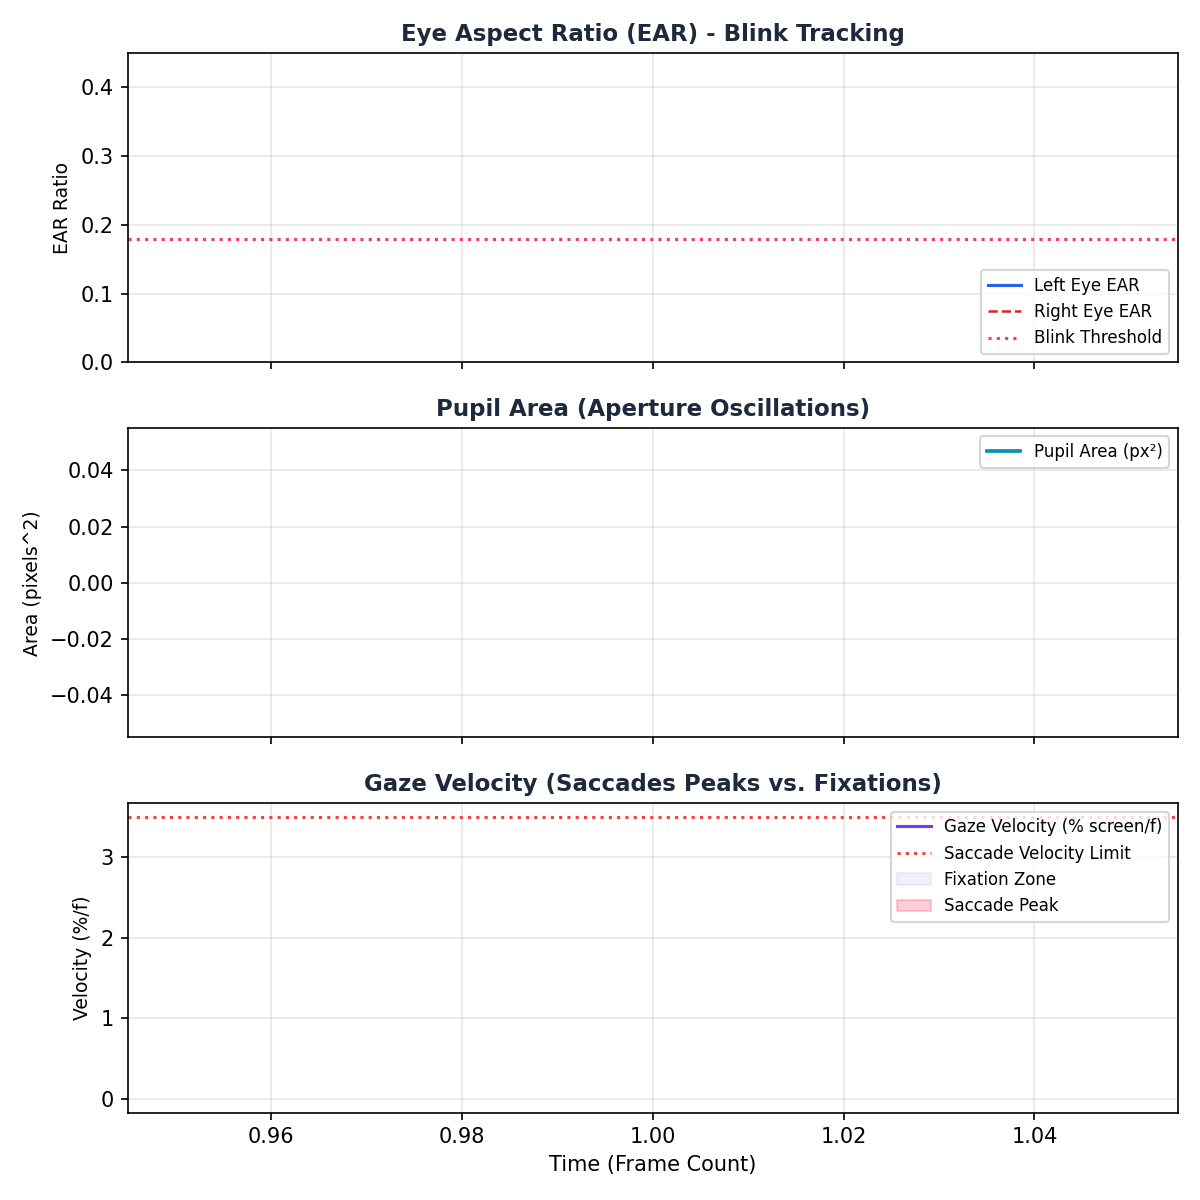 Eye Aspect Ratio (EAR) - Blink Tracking
EAR Ratio
0.4
0.3
0.2
0.1
0.0
Left Eye EAR
Right Eye EAR
Blink Threshold
Pupil Area (Aperture Oscillations)
Area (pixels^2)
0.04
0.02
0.00
−0.02
−0.04
Pupil Area (px²)
Gaze Velocity (Saccades Peaks vs. Fixations)
Velocity (%/f)
3
2
1
0
Gaze Velocity (% screen/f)
Saccade Velocity Limit
Fixation Zone
Saccade Peak
0.96 0.98 1.00 1.02 1.04
Time (Frame Count)